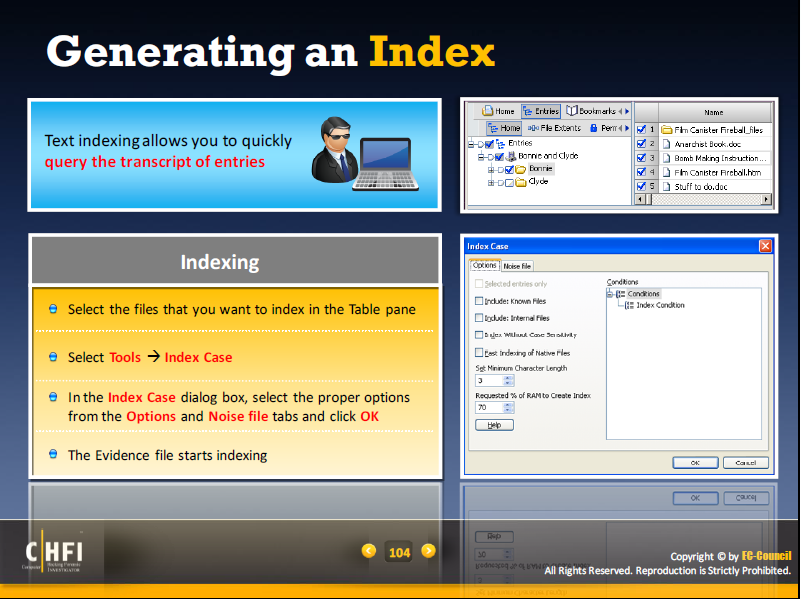 Generating an Index
Text indexing allows you to quickly
query the transcript of entries
Home Entries Bookmarks
Home File Extents Perm
Entries
Bonnie and Clyde
Bonnie
Clyde
Name
1 Film Canister Fireball_files
2 Anarchist Book.doc
3 Bomb Making Instruction...
4 Film Canister Fireball.htm
5 Stuff to do.doc
Indexing
Select the files that you want to index in the Table pane
Select Tools → Index Case
In the Index Case dialog box, select the proper options
from the Options and Noise file tabs and click OK
The Evidence file starts indexing
Index Case
Options Noise file
Selected entries only
Include Known Files
Include Internal Files
Index Without Case Sensitivity
Fast Indexing of Native Files
Set Minimum Character Length
3
Requested % of RAM to Create Index
70
Help
Conditions
Conditions
Index Condition
OK Cancel
CHFI
Computer Hacking Forensic
INVESTIGATOR
104
Copyright © by EC-Council
All Rights Reserved. Reproduction is Strictly Prohibited.